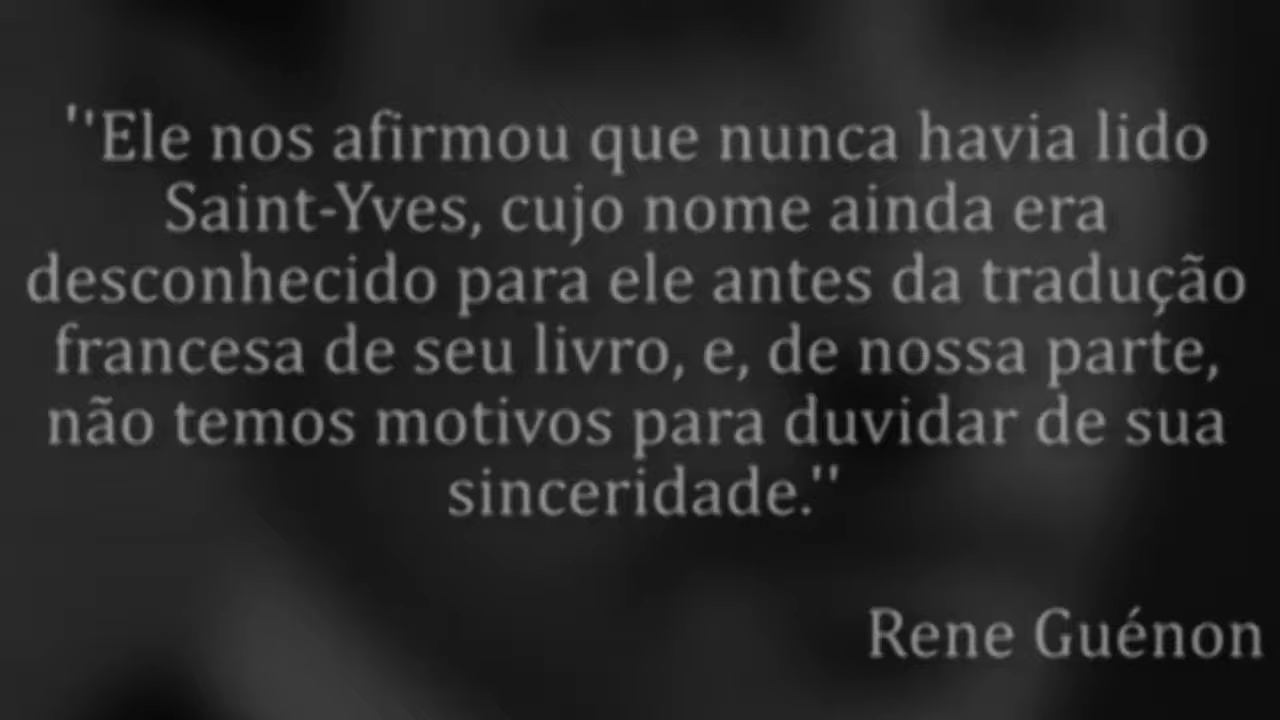 ''Ele nos afirmou que nunca havia lido
Saint-Yves, cujo nome ainda era
desconhecido para ele antes da tradução
francesa de seu livro, e, de nossa parte,
não temos motivos para duvidar de sua
sinceridade.''
Rene Guénon